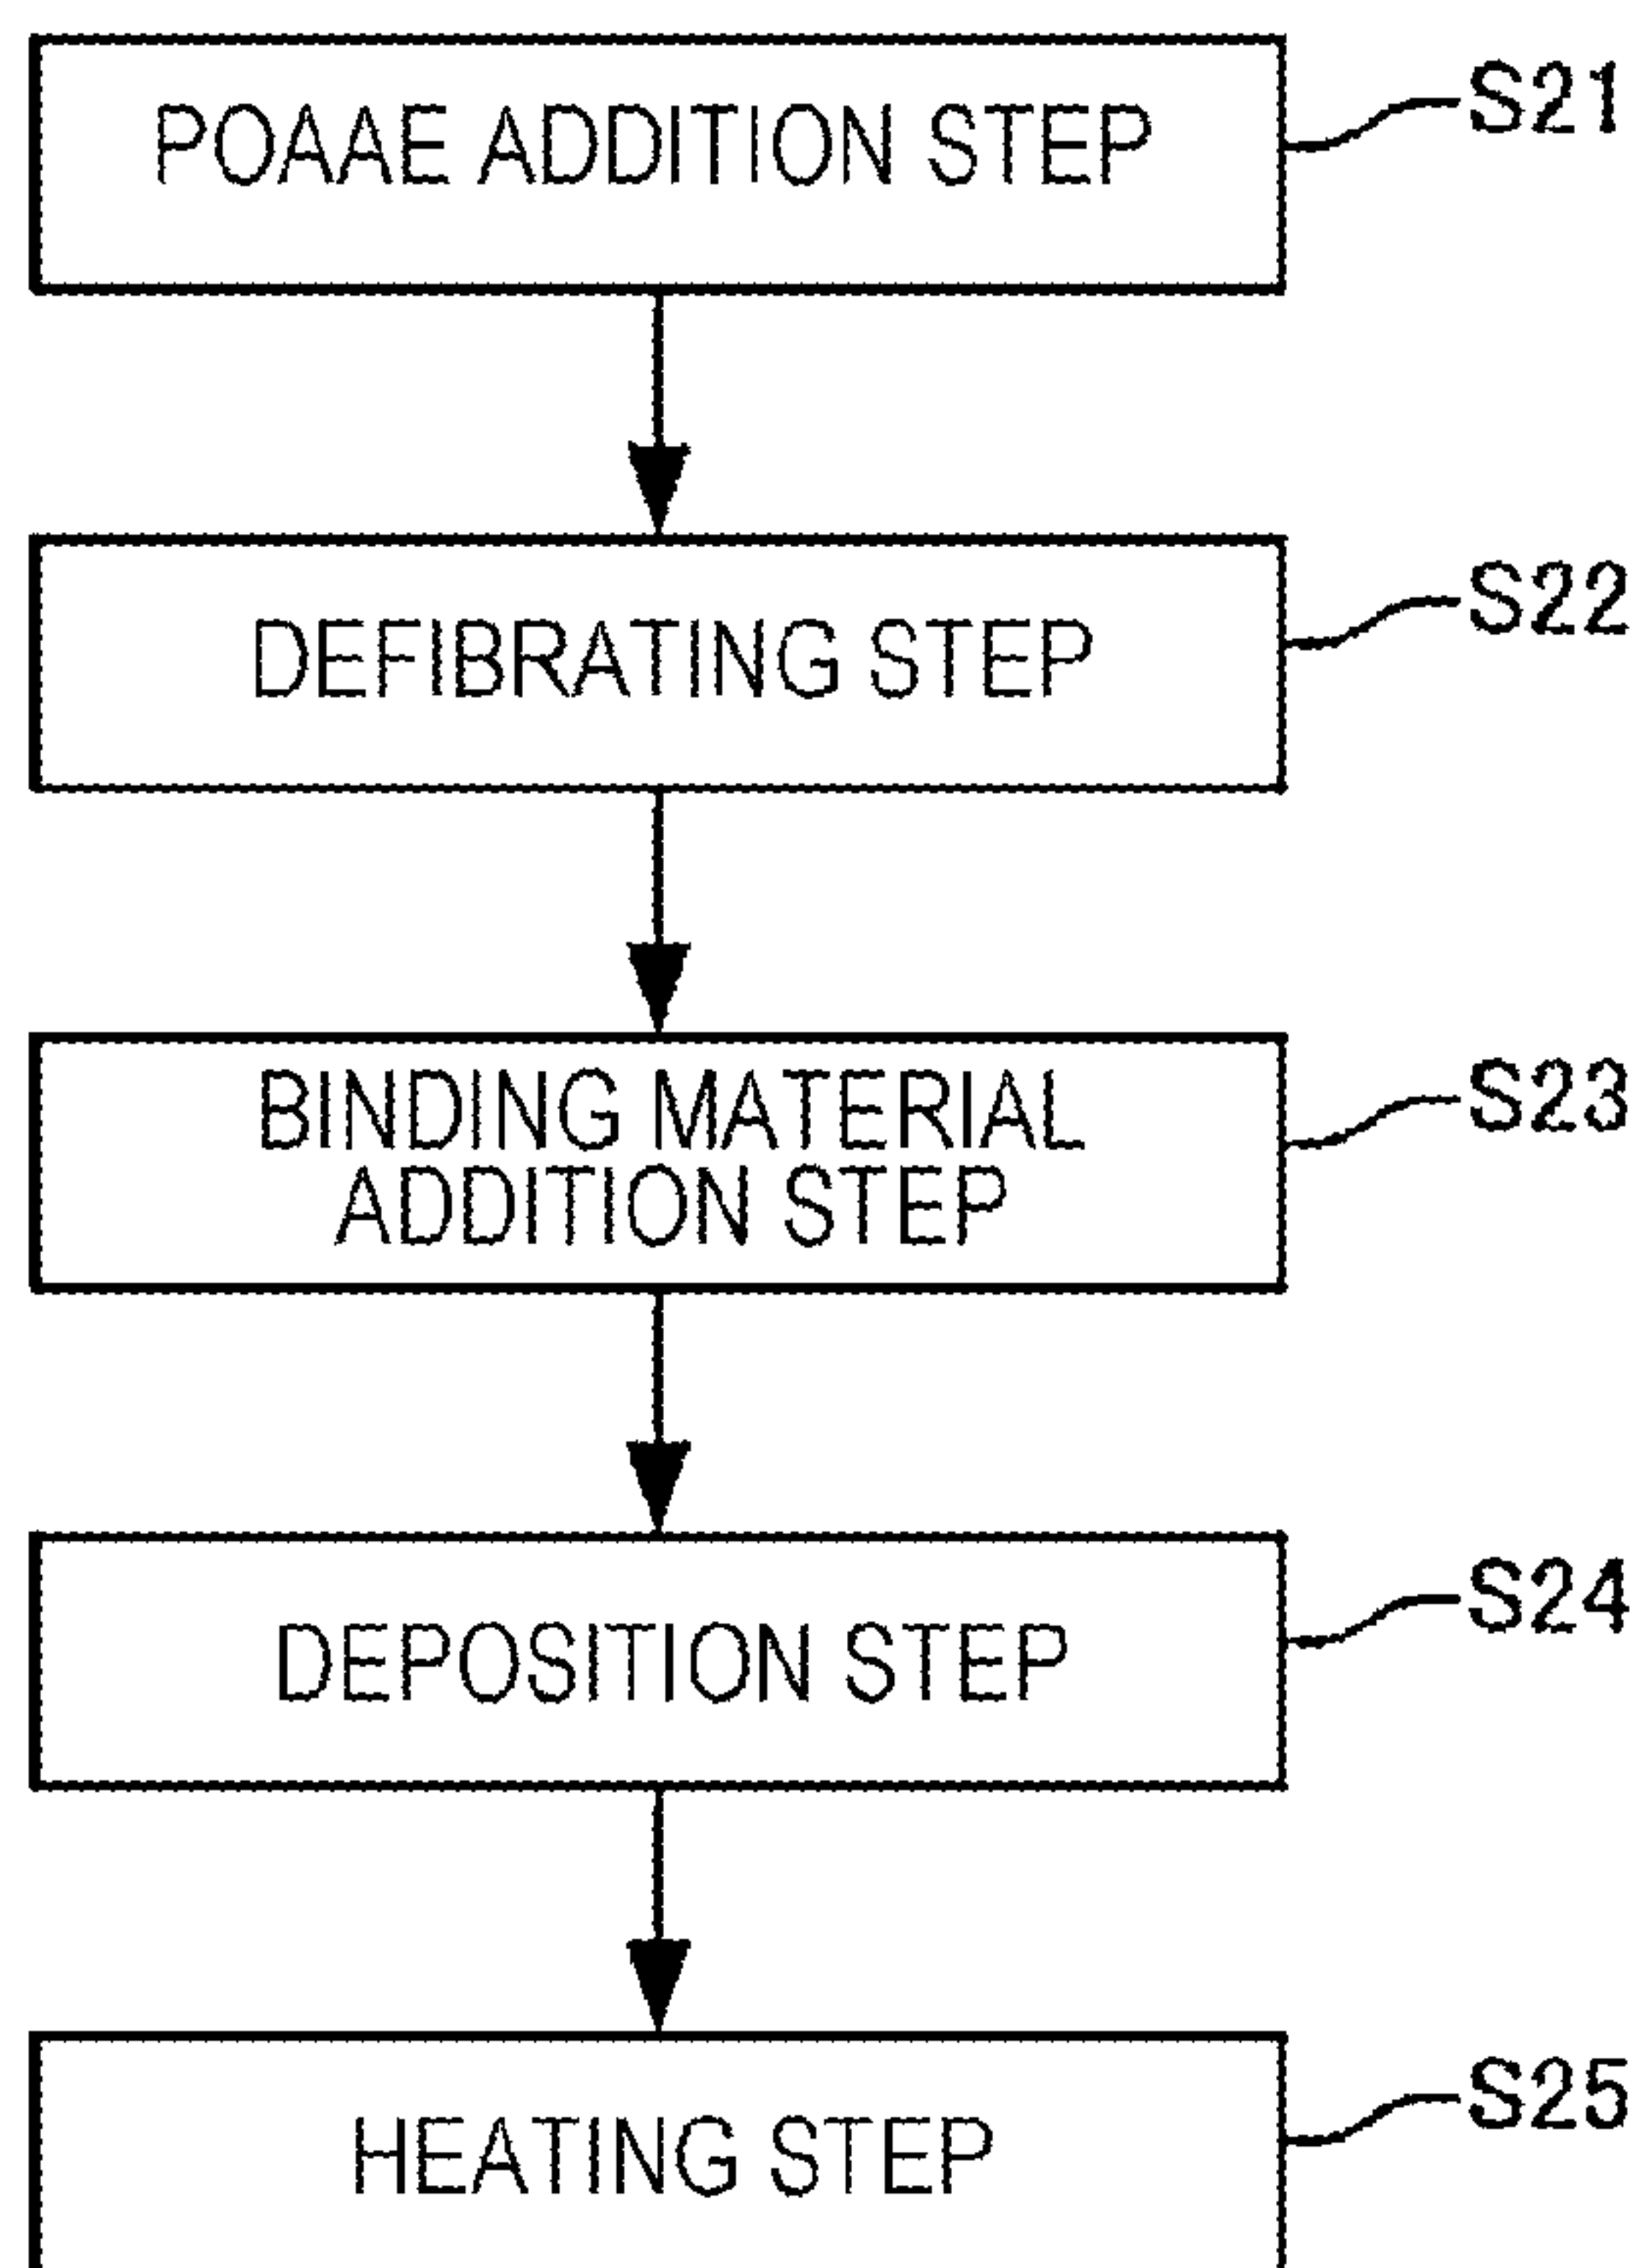 POAAE ADDITION STEP
S21
DEFIBRATING STEP
S22
BINDING MATERIAL
ADDITION STEP
S23
DEPOSITION STEP
S24
HEATING STEP
S25